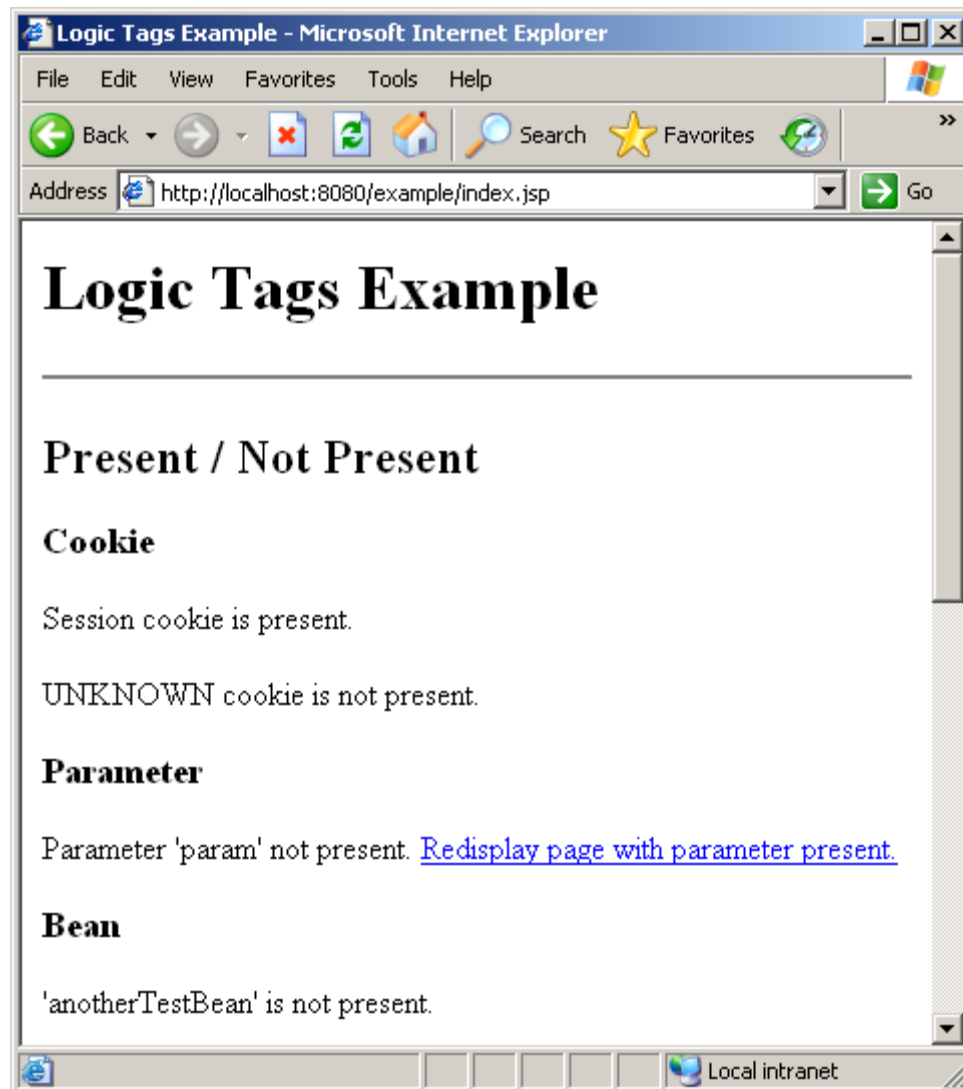 Logic Tags Example - Microsoft Internet Explorer
File Edit View Favorites Tools Help
Back Search Favorites »
Address http://localhost:8080/example/index.jsp Go
Logic Tags Example
Present / Not Present
Cookie
Session cookie is present.
UNKNOWN cookie is not present.
Parameter
Parameter 'param' not present. Redisplay page with parameter present.
Bean
'anotherTestBean' is not present.
Local intranet